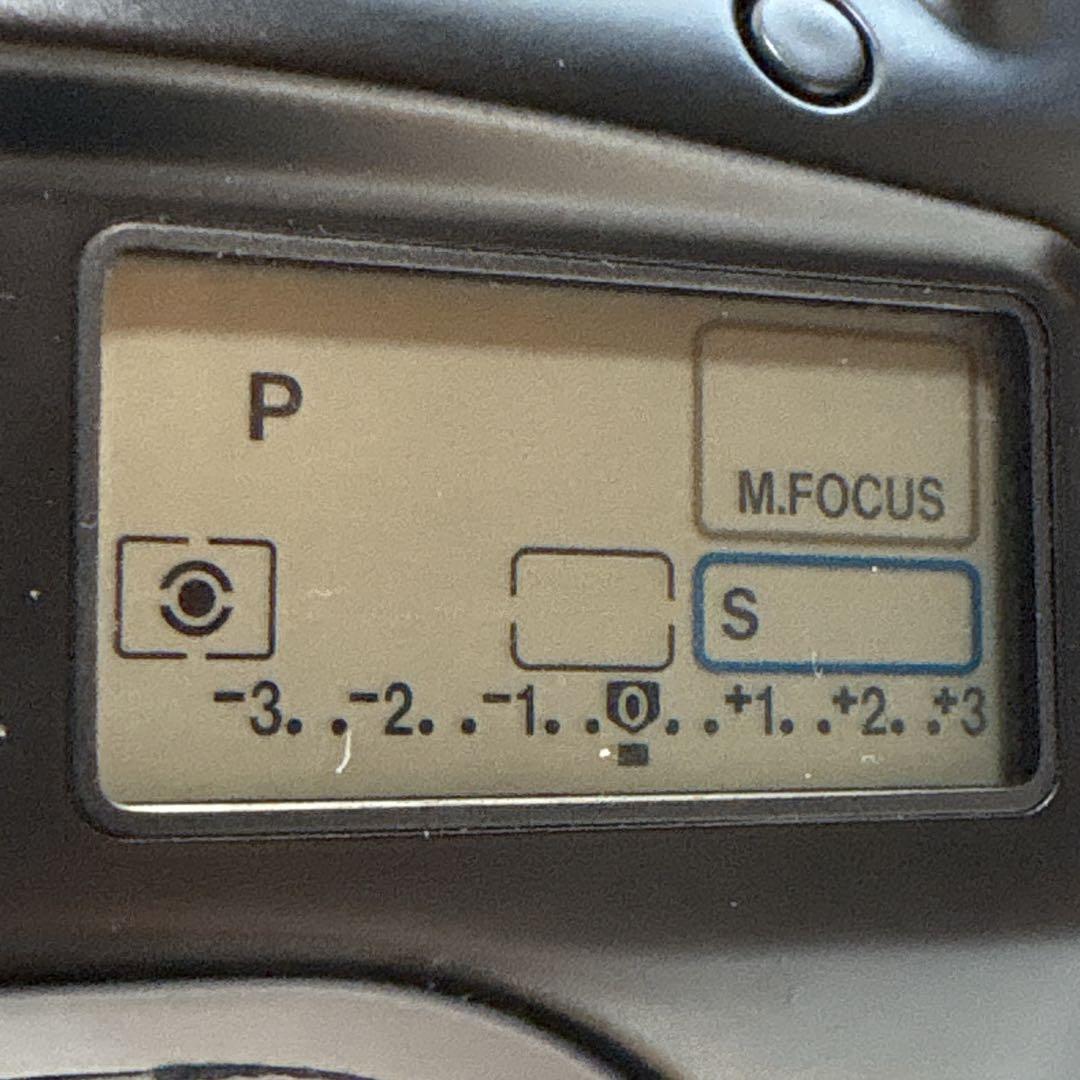 P
M.FOCUS
S
-3. .-2. .-1. .0. .+1. .+2. .+3